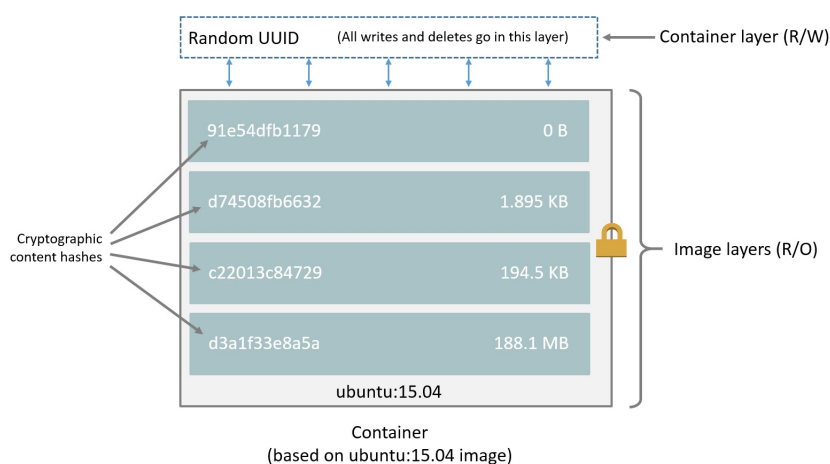 Random UUID (All writes and deletes go in this layer)
Container layer (R/W)
91e54dfb1179 0 B
d74508fb6632 1.895 KB
Cryptographic
content hashes
Image layers (R/O)
c22013c84729 194.5 KB
d3a1f33e8a5a 188.1 MB
ubuntu:15.04
Container
(based on ubuntu:15.04 image)